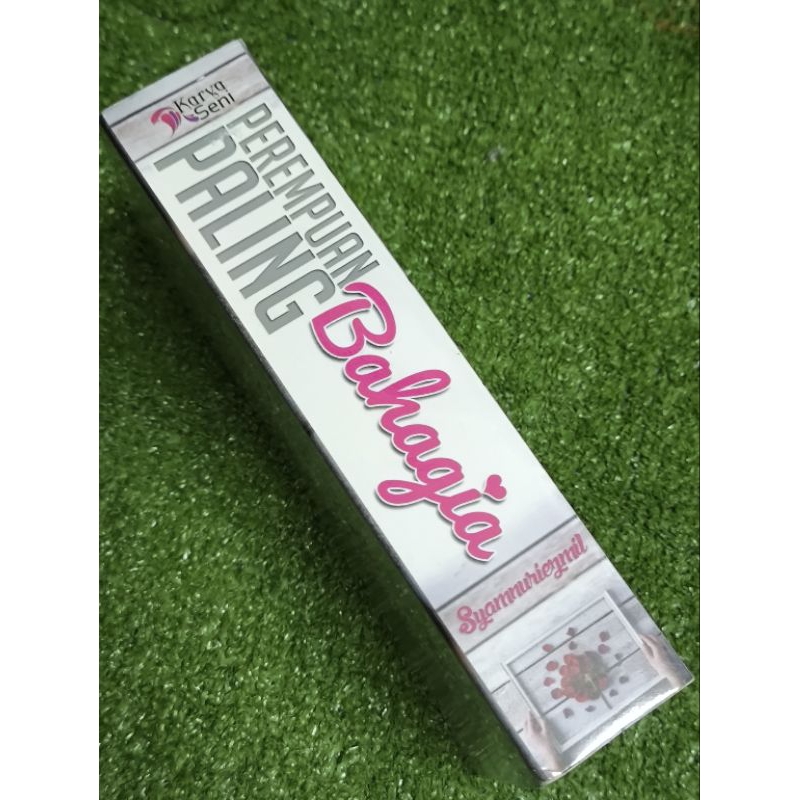 Karya
Seni
PEREMPUAN
PALING
Bahagia
Syamnuriezmil